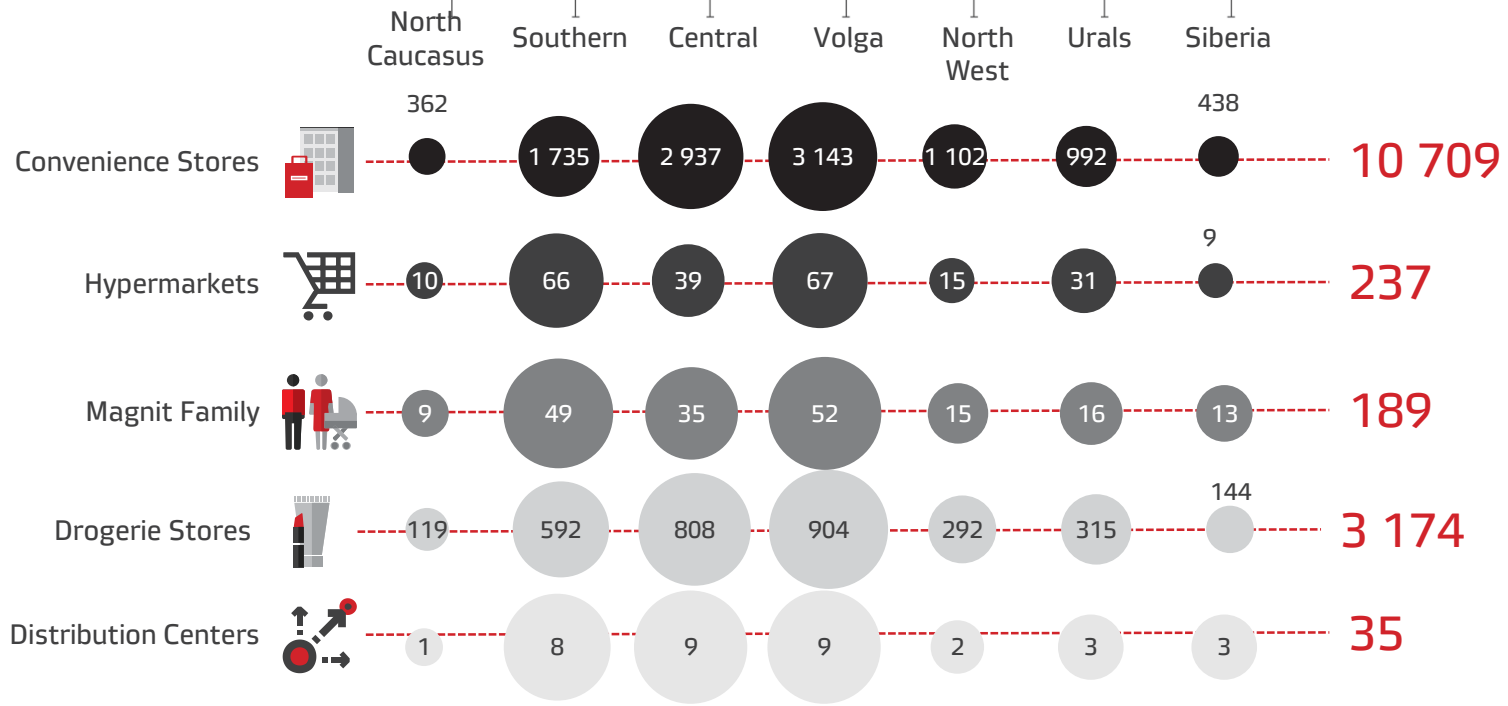 North
Caucasus
Southern
Central
Volga
North
West
Urals
Siberia
362
438
Convenience Stores
1 735
2 937
3 143
1 102
992
10 709
9
Hypermarkets
10
66
39
67
15
31
237
Magnit Family
9
49
35
52
15
16
13
189
144
Drogerie Stores
119
592
808
904
292
315
3 174
Distribution Centers
1
8
9
9
2
3
3
35